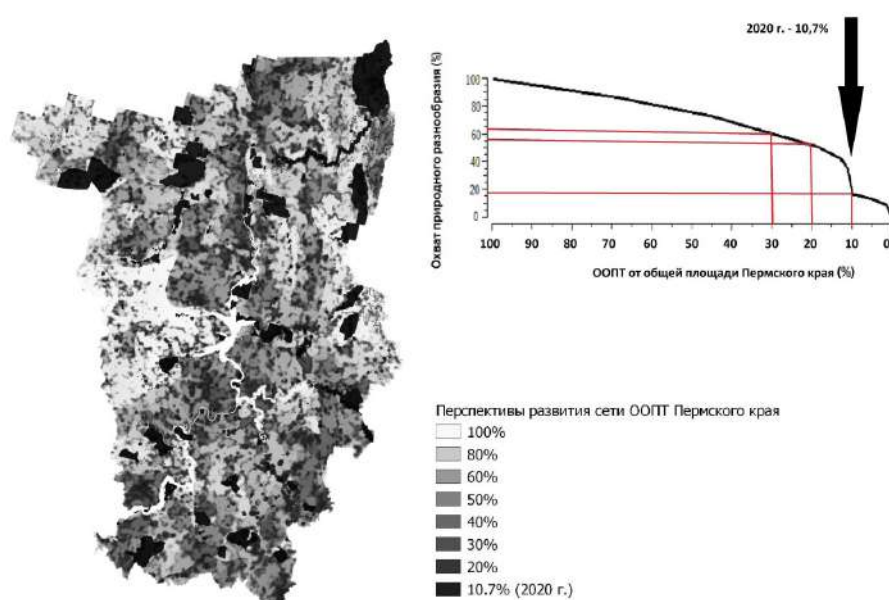 2020 г. - 10,7%
Охват природного разнообразия (%)
100
80
60
40
20
0
100 90 80 70 60 50 40 30 20 10 0
ООПТ от общей площади Пермского края (%)
Перспективы развития сети ООПТ Пермского края
100%
80%
60%
50%
40%
30%
20%
10.7% (2020 г.)